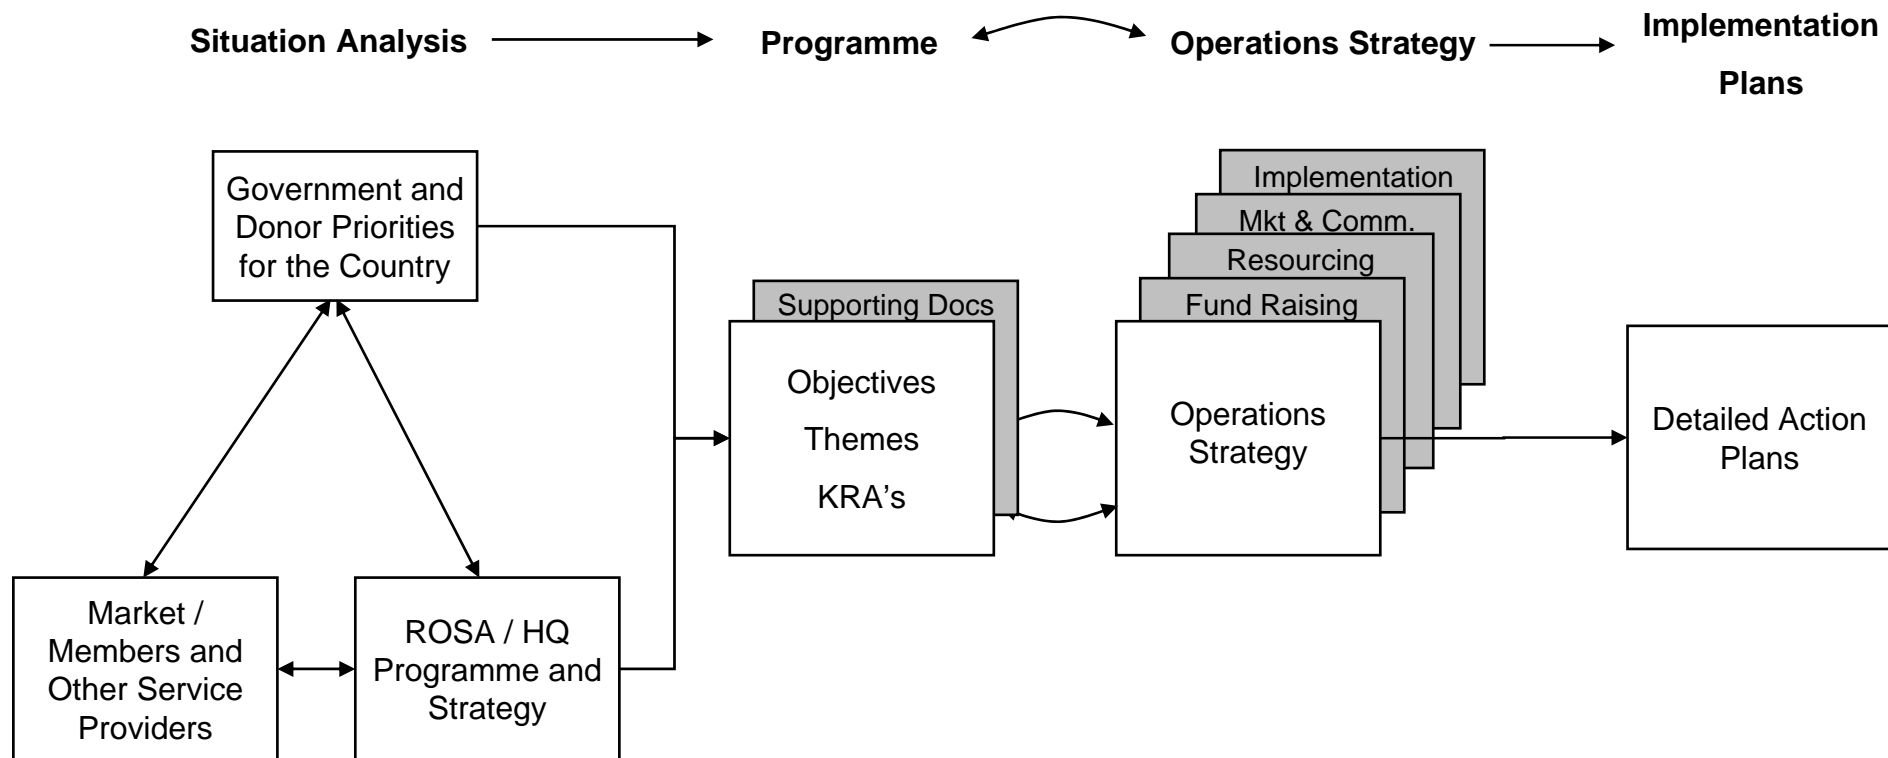 Situation Analysis
Programme
Operations Strategy
Implementation
Plans
Government and
Donor Priorities
for the Country
Market /
Members and
Other Service
Providers
ROSA / HQ
Programme and
Strategy
Supporting Docs
Objectives
Themes
KRA’s
Implementation
Mkt & Comm.
Resourcing
Fund Raising
Operations
Strategy
Detailed Action
Plans